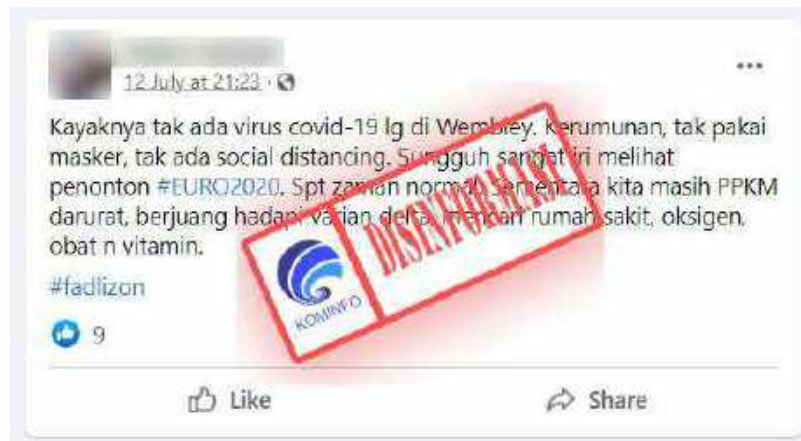 12 July at 21:23
Kayaknya tak ada virus covid-19 lg di Wembley. Kerumunan, tak pakai
masker, tak ada social distancing. Sungguh sangat iri melihat
penonton #EURO2020. Spt zaman normal. Sementara kita masih PPKM
darurat, berjuang hadapi varian delta, mencari rumah sakit, oksigen,
obat n vitamin.
#fadlizon
DISINFORMASI
KOMINFO
9
Like
Share